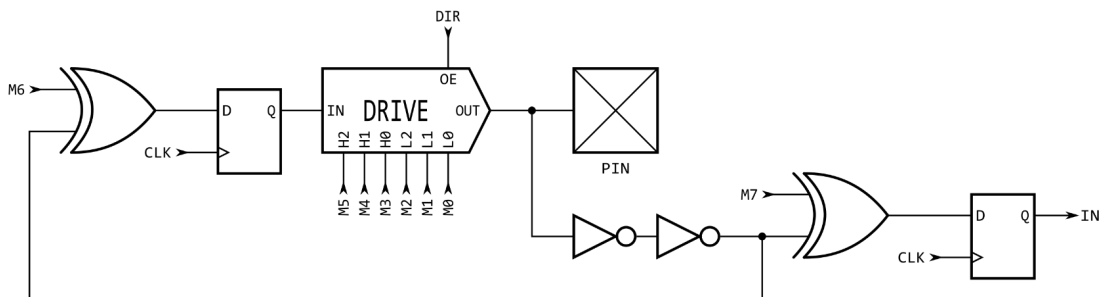 DIR
M6
OE
D
Q
IN
DRIVE
OUT
CLK
H2
H1
H0
L2
L1
L0
M5
M4
M3
M2
M1
M0
PIN
M7
D
Q
IN
CLK